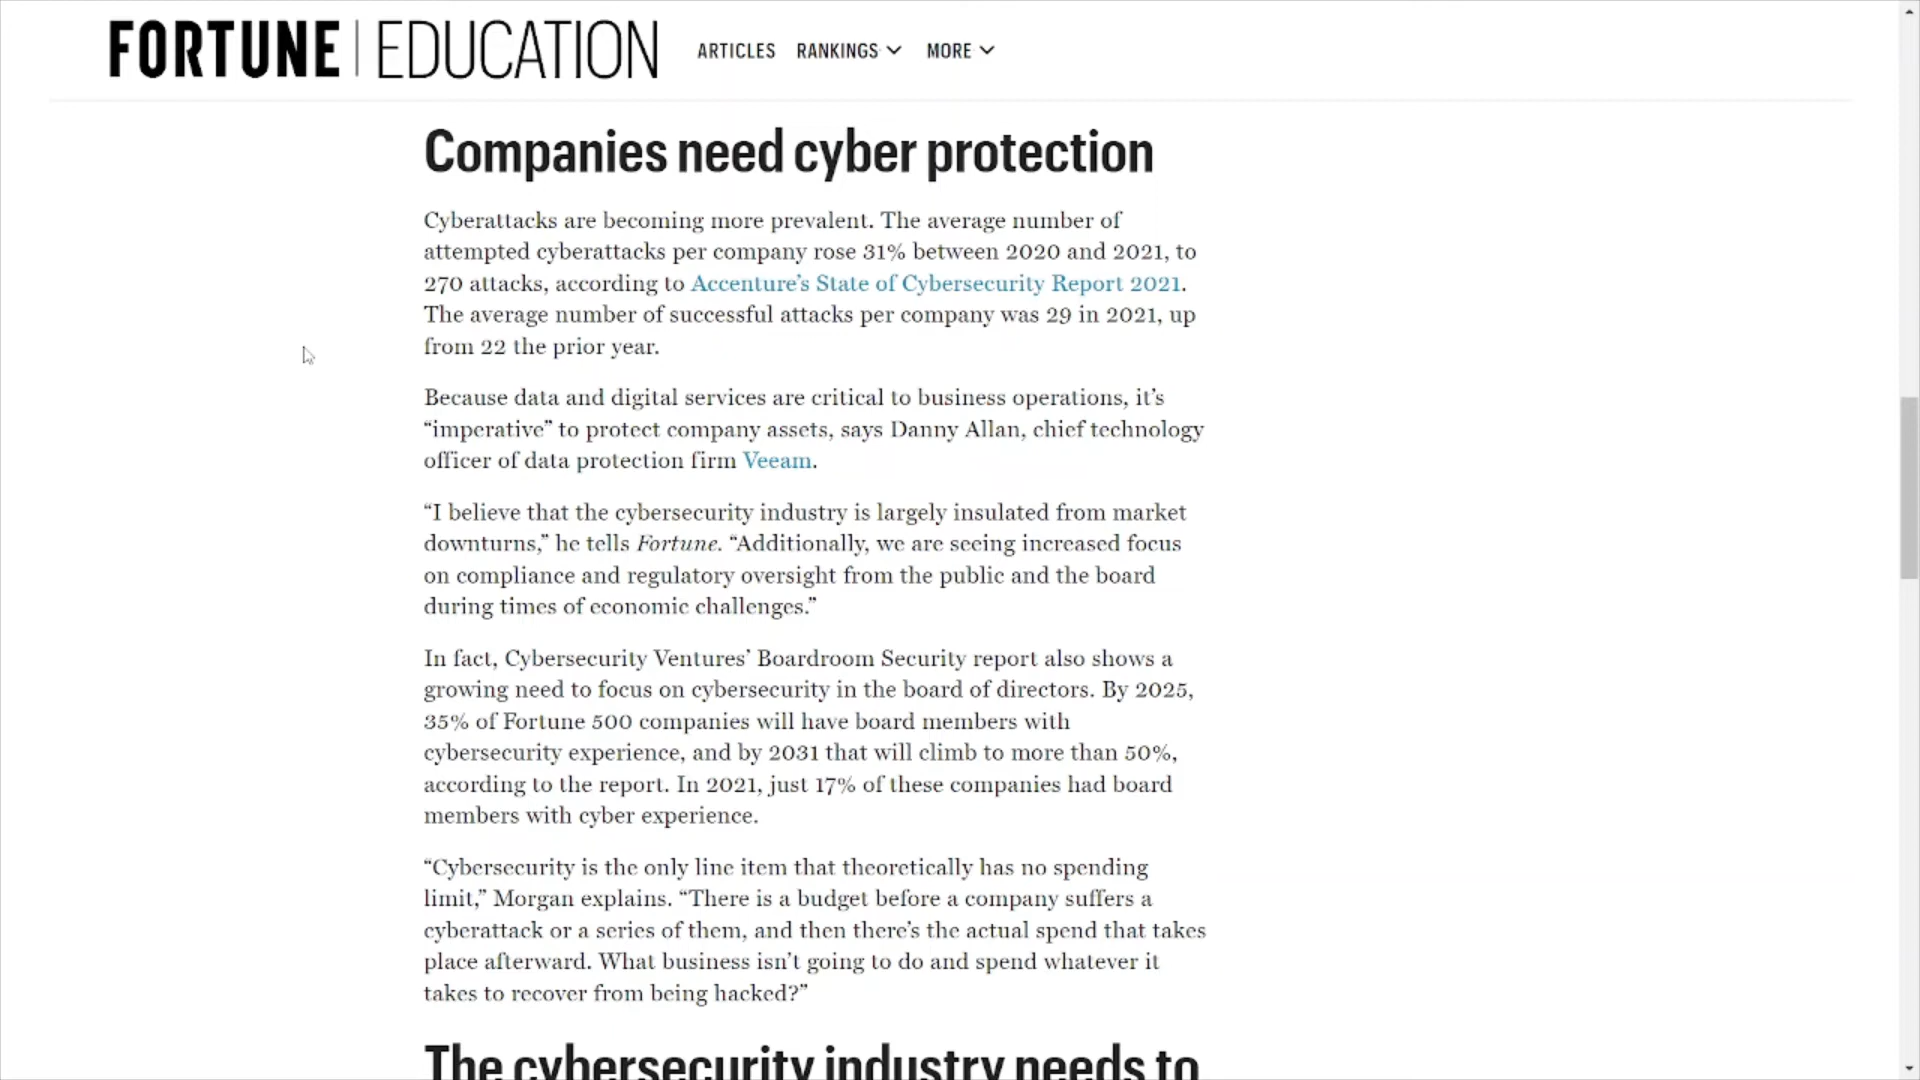 FORTUNE | EDUCATION ARTICLES RANKINGS MORE
Companies need cyber protection
Cyberattacks are becoming more prevalent. The average number of
attempted cyberattacks per company rose 31% between 2020 and 2021, to
270 attacks, according to Accenture’s State of Cybersecurity Report 2021.
The average number of successful attacks per company was 29 in 2021, up
from 22 the prior year.
Because data and digital services are critical to business operations, it’s
“imperative” to protect company assets, says Danny Allan, chief technology
officer of data protection firm Veeam.
“I believe that the cybersecurity industry is largely insulated from market
downturns,” he tells Fortune. “Additionally, we are seeing increased focus
on compliance and regulatory oversight from the public and the board
during times of economic challenges.”
In fact, Cybersecurity Ventures’ Boardroom Security report also shows a
growing need to focus on cybersecurity in the board of directors. By 2025,
35% of Fortune 500 companies will have board members with
cybersecurity experience, and by 2031 that will climb to more than 50%,
according to the report. In 2021, just 17% of these companies had board
members with cyber experience.
“Cybersecurity is the only line item that theoretically has no spending
limit,” Morgan explains. “There is a budget before a company suffers a
cyberattack or a series of them, and then there’s the actual spend that takes
place afterward. What business isn’t going to do and spend whatever it
takes to recover from being hacked?”
The cybersecurity industry needs to